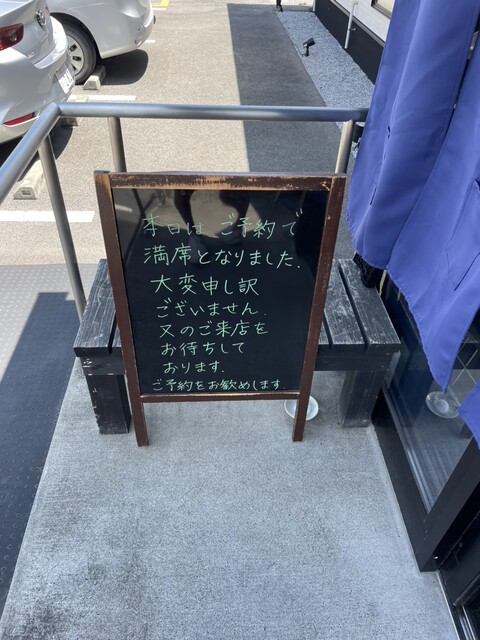 本日は ご予約で
満席となりました.
大変申し訳
ございません.
又のご来店を
お待ちして
おります.
ご予約をお勧めします